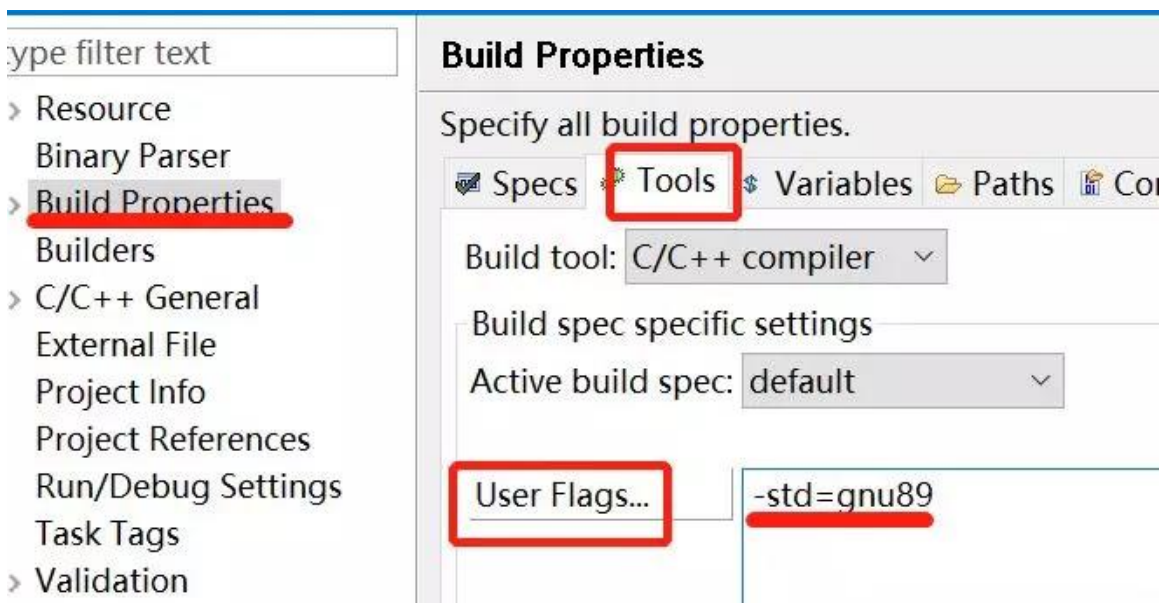 type filter text
Resource
Binary Parser
Build Properties
Builders
C/C++ General
External File
Project Info
Project References
Run/Debug Settings
Task Tags
Validation
Build Properties
Specify all build properties.
Specs Tools Variables Paths
Build tool: C/C++ compiler
Build spec specific settings
Active build spec: default
User Flags... -std=gnu89